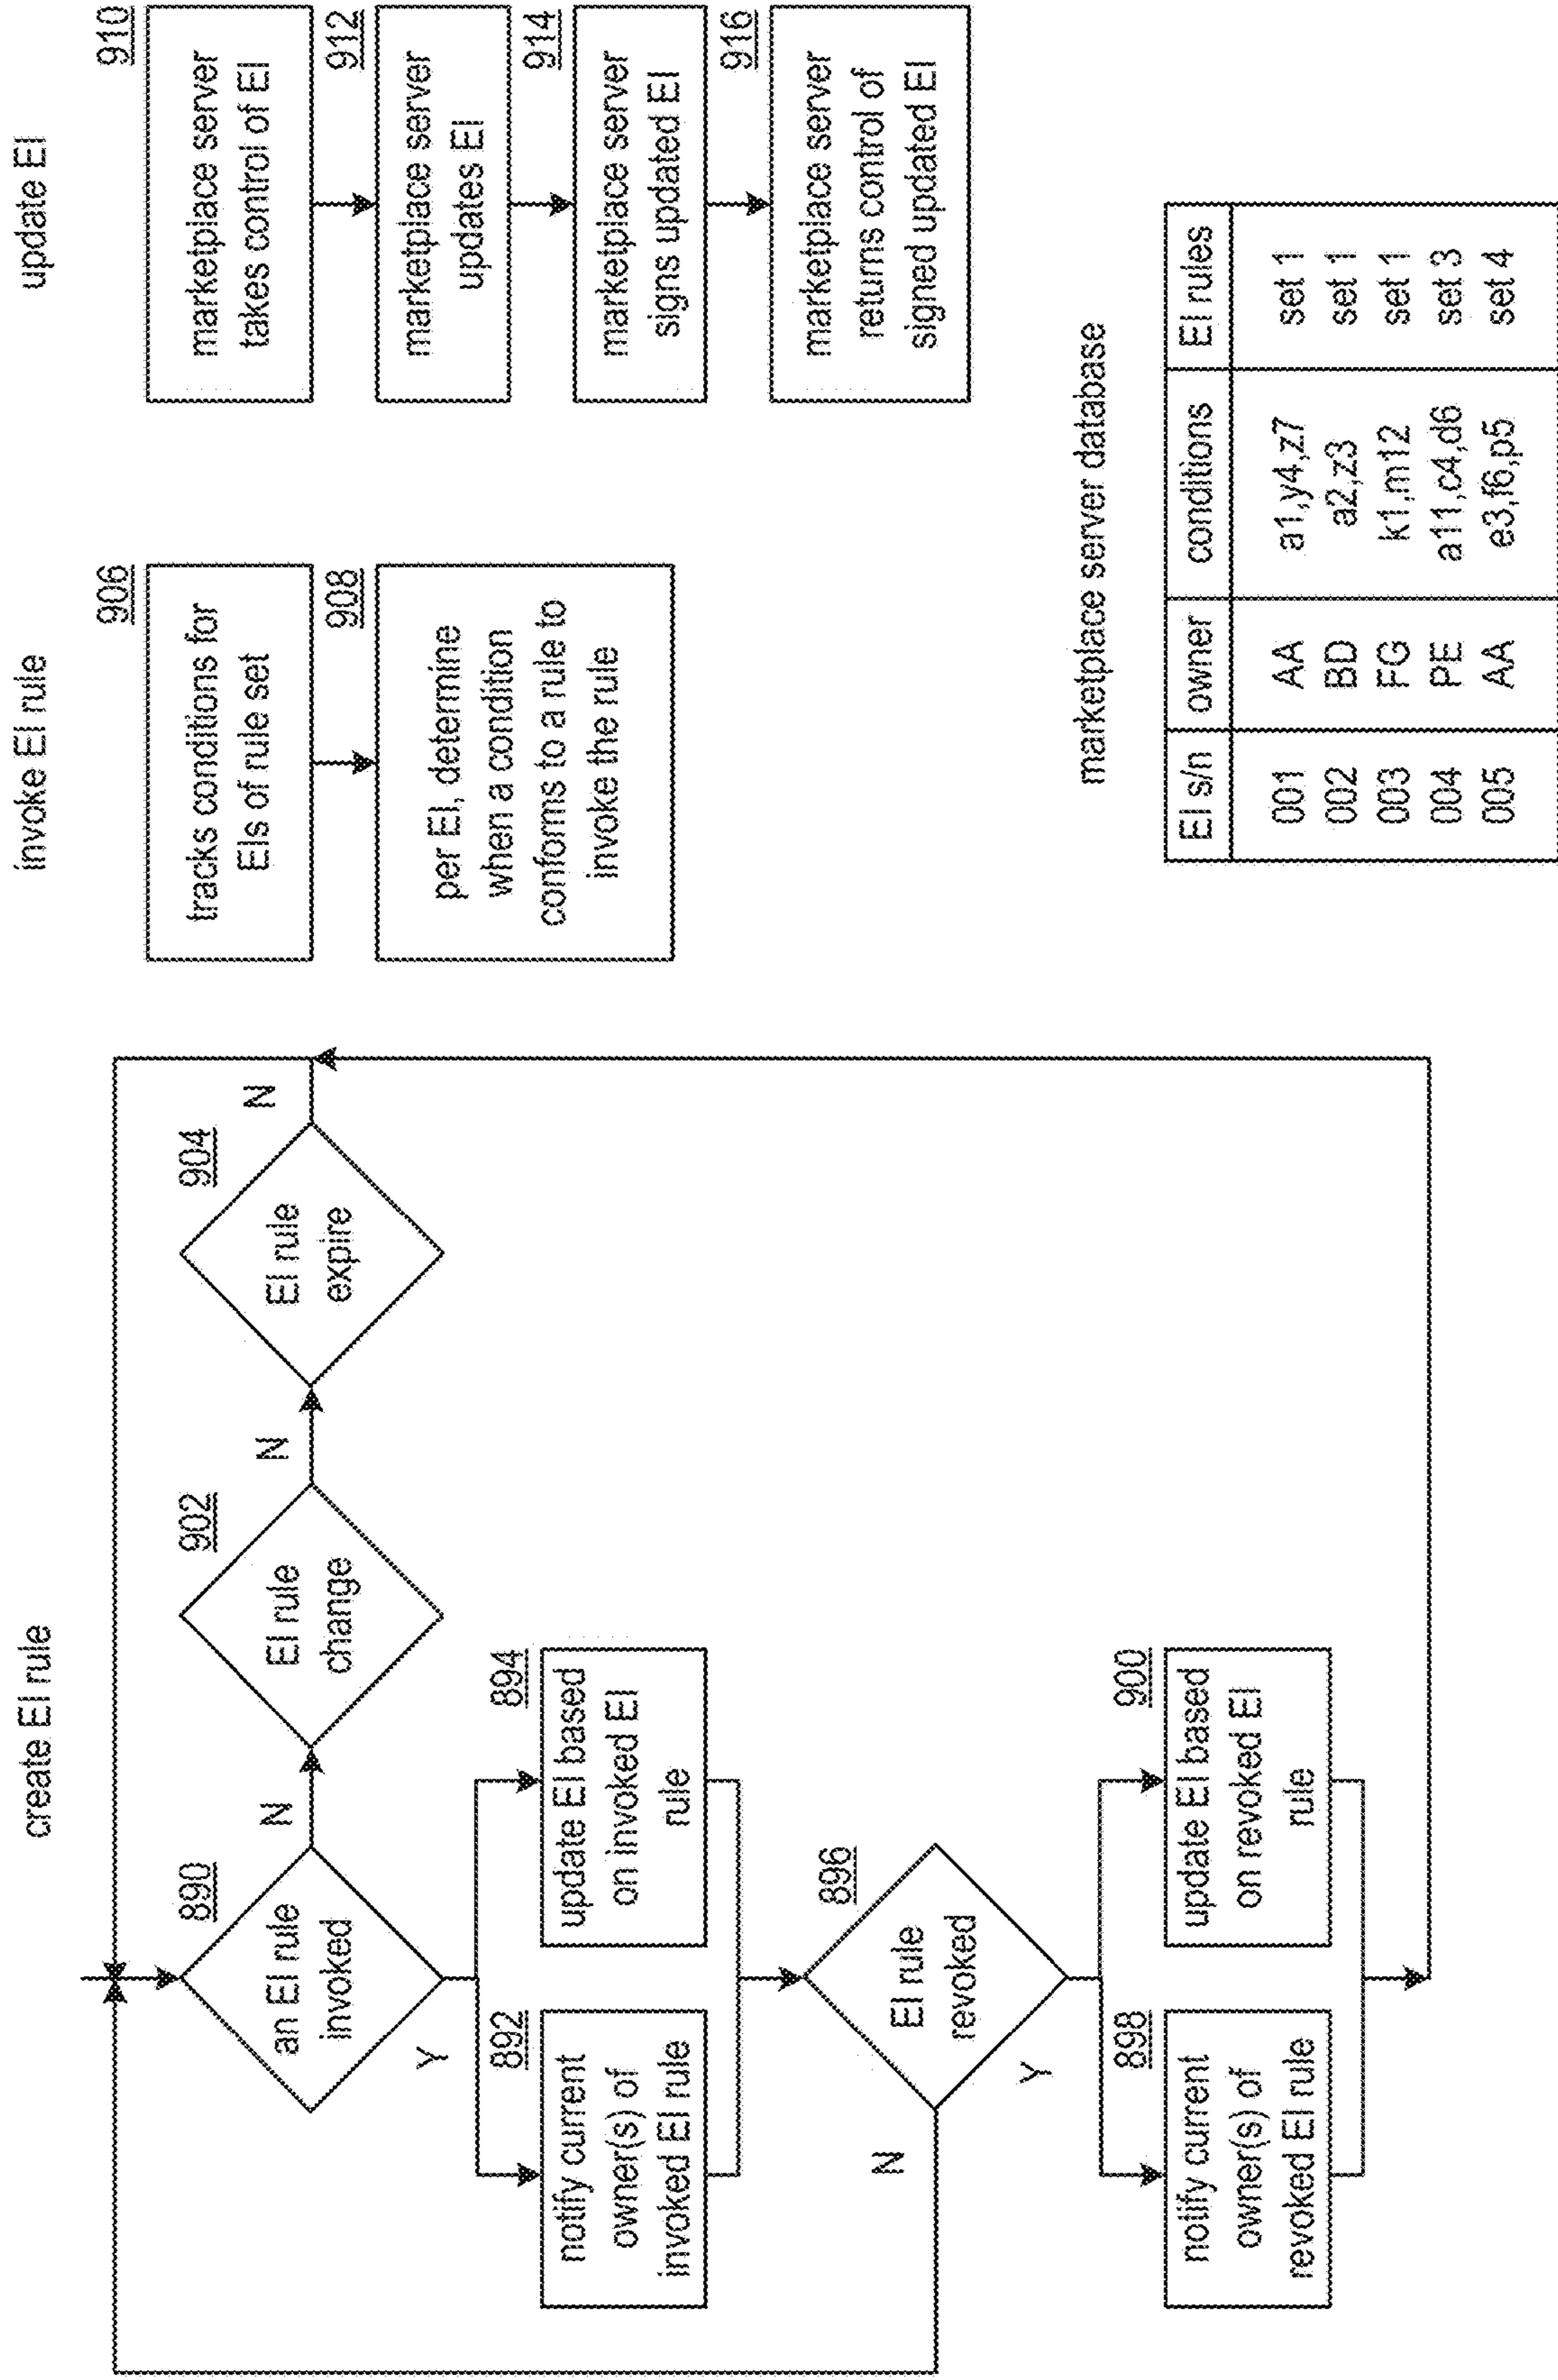 create EI rule
890
an EI rule
invoked
N
902
EI rule
change
N
904
EI rule
expire
N
Y
892
notify current
owner(s) of
invoked EI rule
894
update EI based
on invoked EI
rule
896
EI rule
revoked
N
Y
898
notify current
owner(s) of
revoked EI rule
900
update EI based
on revoked EI
rule
invoke EI rule
906
tracks conditions for
EIs of rule set
908
per EI, determine
when a condition
conforms to a rule to
invoke the rule
update EI
910
marketplace server
takes control of EI
912
marketplace server
updates EI
914
marketplace server
signs updated EI
916
marketplace server
returns control of
signed updated EI
marketplace server database
EI s/n owner conditions EI rules
001 AA a1,y4,z7 set 1
002 BD a2,z3 set 1
003 FG k1,m12 set 1
004 PE a11,c4,d6 set 3
005 AA e3,f6,p5 set 4